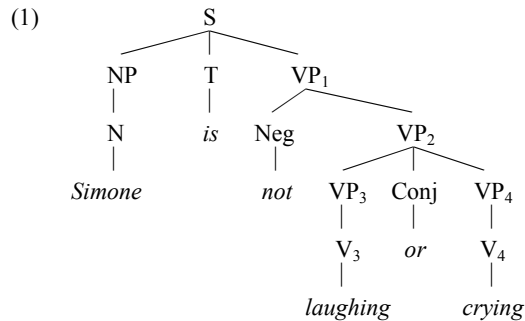 (1) S
NP T VP₁
N is Neg VP₂
Simone not VP₃ Conj VP₄
V₃ or V₄
laughing crying